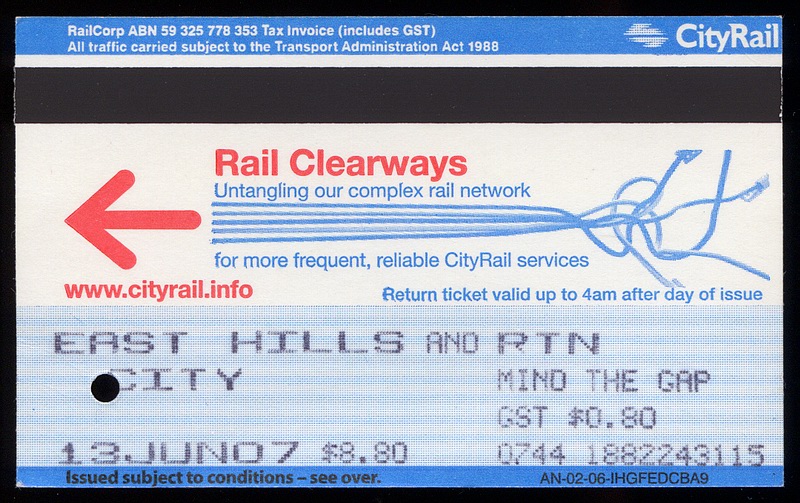 RailCorp ABN 59 325 778 353 Tax Invoice (includes GST)
All traffic carried subject to the Transport Administration Act 1988
CityRail
Rail Clearways
Untangling our complex rail network
for more frequent, reliable CityRail services
www.cityrail.info
Return ticket valid up to 4am after day of issue
EAST HILLS AND RTN
CITY MIND THE GAP
GST $0.80
13JUN07 $8.80 0744 1882243115
Issued subject to conditions – see over. AN-02-06-IHGFEDCBA9